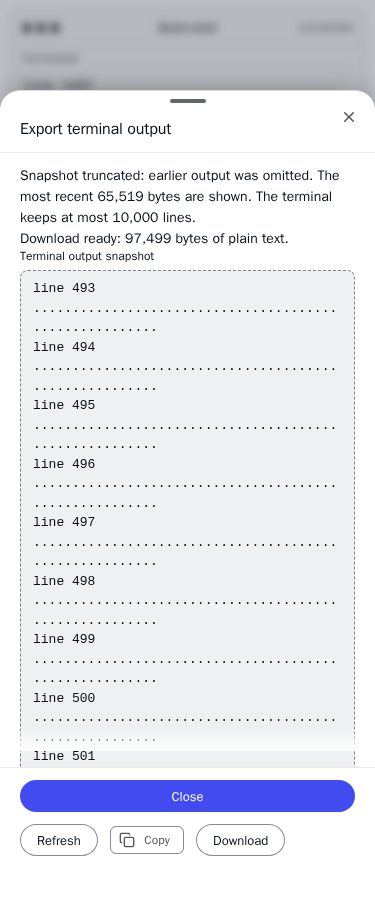 Export terminal output
Snapshot truncated: earlier output was omitted. The
most recent 65,519 bytes are shown. The terminal
keeps at most 10,000 lines.
Download ready: 97,499 bytes of plain text.
Terminal output snapshot
line 493
.......................................
................
line 494
.......................................
................
line 495
.......................................
................
line 496
.......................................
................
line 497
.......................................
................
line 498
.......................................
................
line 499
.......................................
................
line 500
.......................................
................
line 501
Close
Refresh
Copy
Download